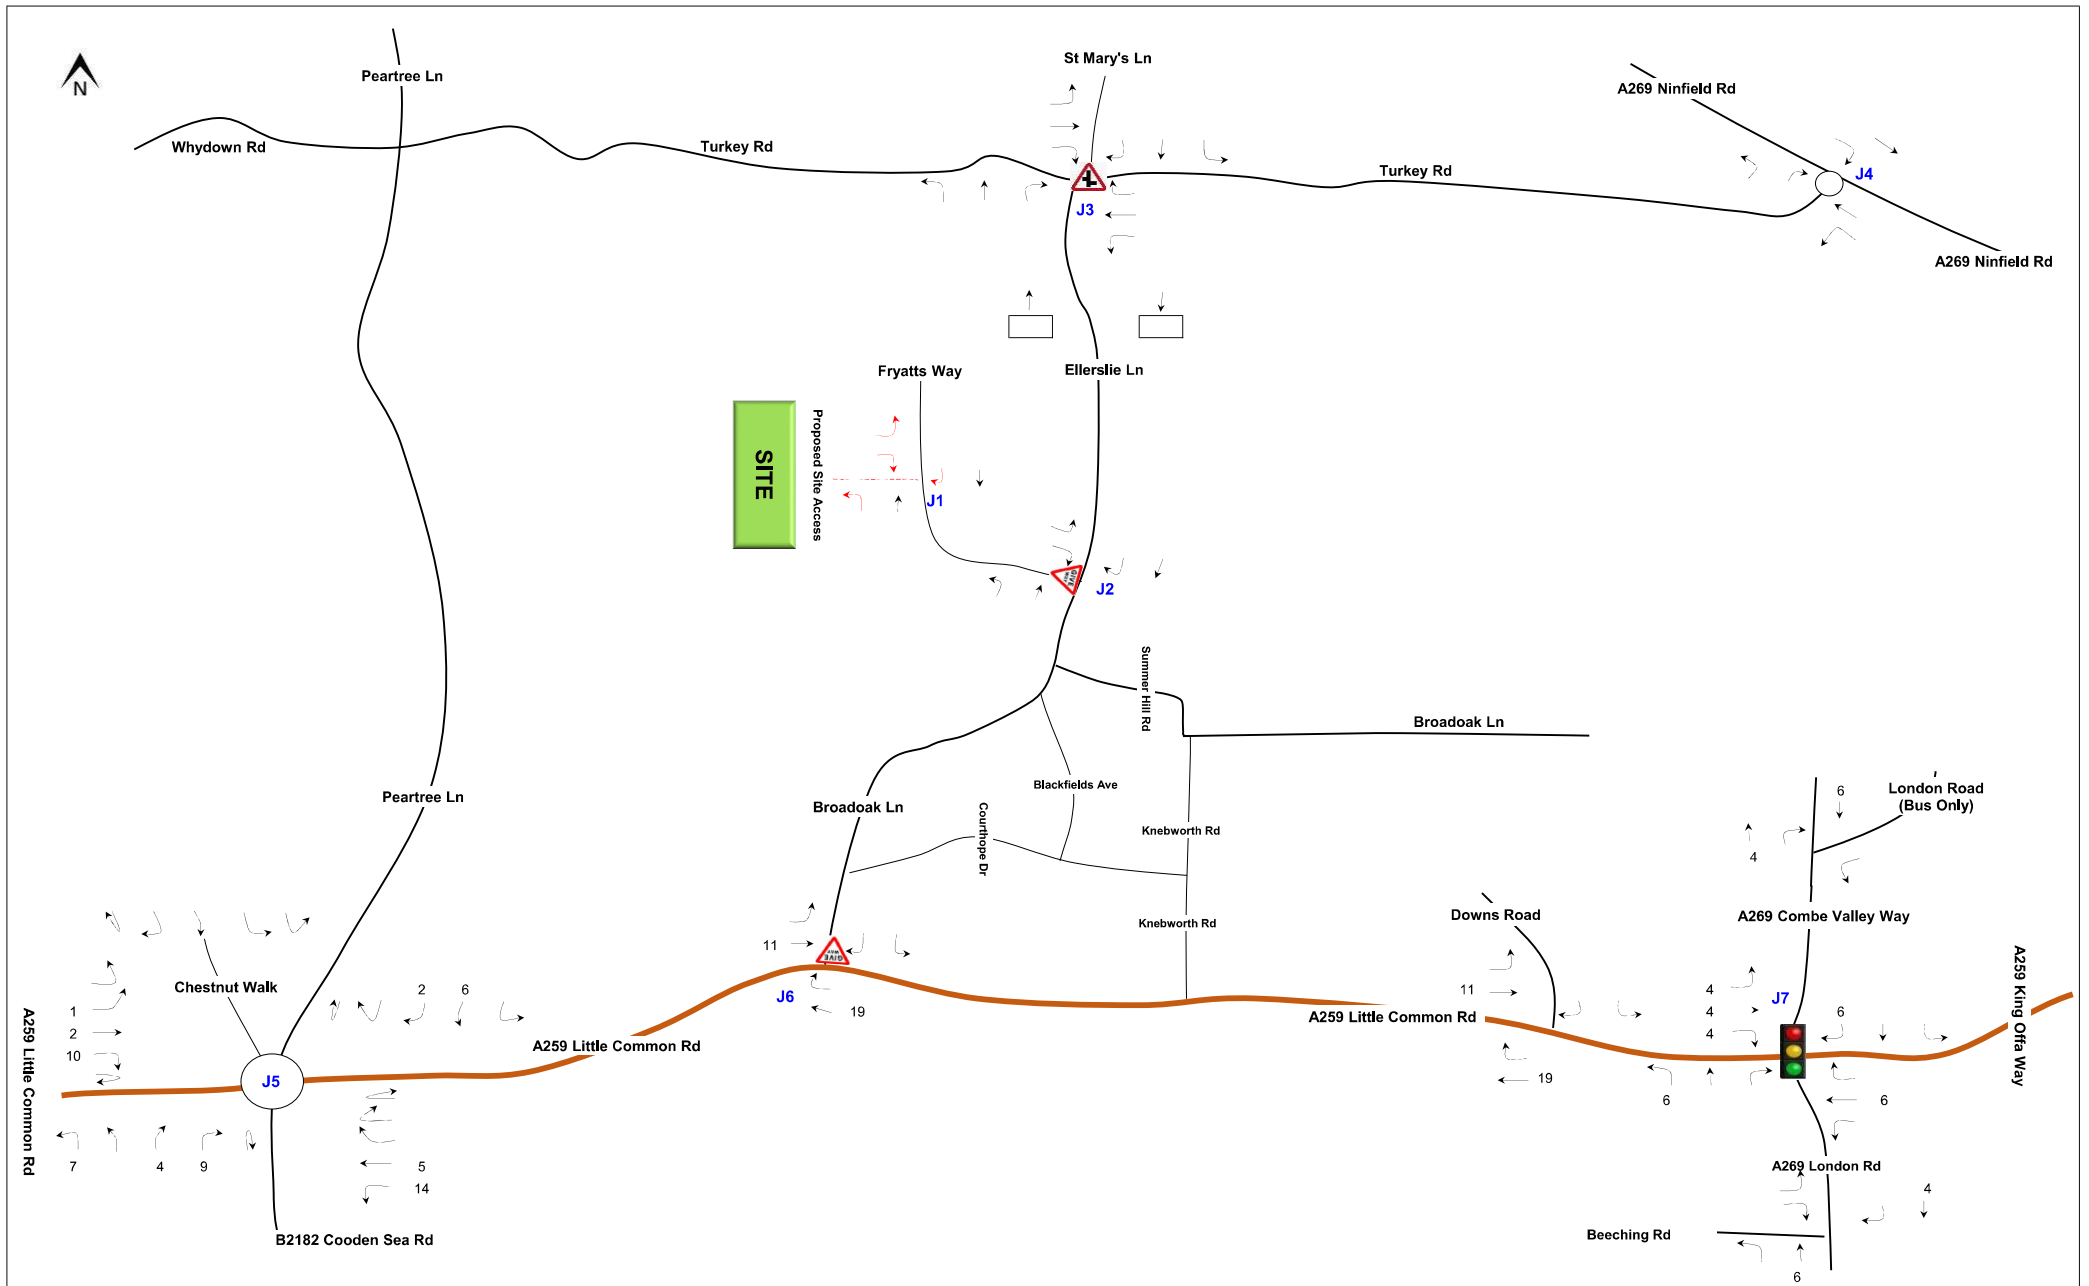 St Mary's Ln
Peartree Ln
A269 Ninfield Rd
N
Whydown Rd
Turkey Rd
Turkey Rd
J4
J3
A269 Ninfield Rd
Fryatts Way
Ellerslie Ln
SITE
Proposed Site Access
J1
GIVE
WAY
J2
Summer Hill Rd
Broadoak Ln
Blackfields Ave
Peartree Ln
Broadoak Ln
Courthope Dr
Knebworth Rd
6
London Road
(Bus Only)
4
Knebworth Rd
Downs Road
A269 Combe Valley Way
11
GIVE
WAY
Chestnut Walk
2
6
11
4
J7
J6
19
1
4
6
A259 Little Common Rd
2
4
A259 King Offa Way
10
A259 Little Common Rd
A259 Little Common Rd
J5
19
6
6
7
4
9
5
14
A269 London Rd
4
B2182 Cooden Sea Rd
Beeching Rd
6